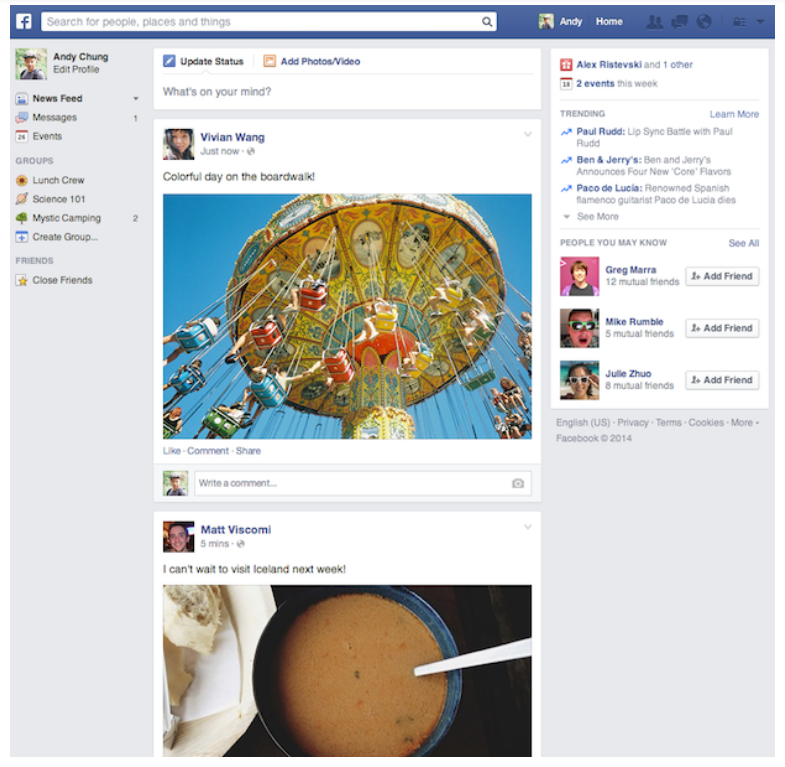 f
Search for people, places and things
Andy Home
Andy Chung
Edit Profile
News Feed
Messages 1
26 Events
GROUPS
Lunch Crew
Science 101
Mystic Camping 2
Create Group...
FRIENDS
Close Friends
Update Status Add Photos/Video
What's on your mind?
Vivian Wang
Just now ·
Colorful day on the boardwalk!
Like · Comment · Share
Write a comment...
Matt Viscomi
5 mins ·
I can't wait to visit Iceland next week!
Alex Ristevski and 1 other
18 2 events this week
TRENDING Learn More
Paul Rudd: Lip Sync Battle with Paul
Rudd
Ben & Jerry's: Ben and Jerry's
Announces Four New 'Core' Flavors
Paco de Lucía: Renowned Spanish
flamenco guitarist Paco de Lucia dies
See More
PEOPLE YOU MAY KNOW See All
Greg Marra
12 mutual friends
Add Friend
Mike Rumble
5 mutual friends
Add Friend
Julie Zhuo
8 mutual friends
Add Friend
English (US) · Privacy · Terms · Cookies · More
Facebook © 2014